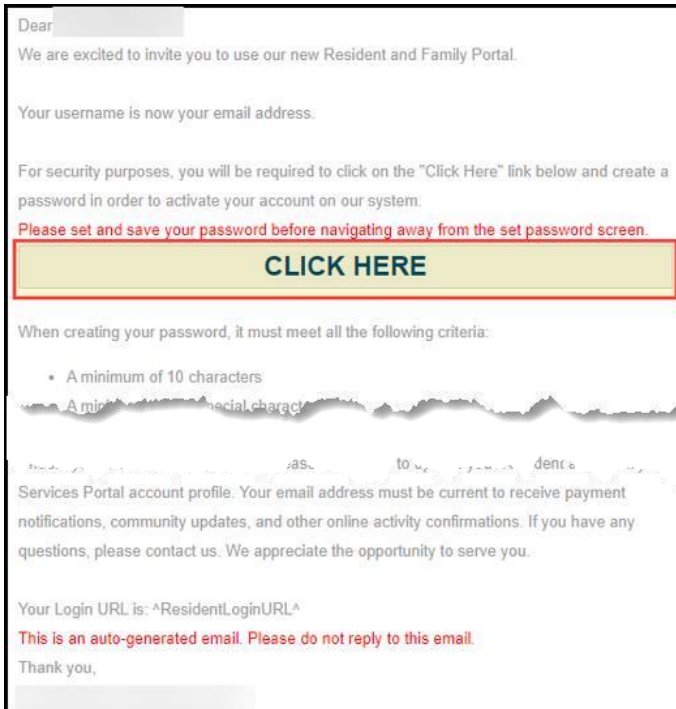 Dear
We are excited to invite you to use our new Resident and Family Portal.
Your username is now your email address.
For security purposes, you will be required to click on the "Click Here" link below and create a
password in order to activate your account on our system.
Please set and save your password before navigating away from the set password screen.
CLICK HERE
When creating your password, it must meet all the following criteria:
• A minimum of 10 characters
A
to
Services Portal account profile. Your email address must be current to receive payment
notifications, community updates, and other online activity confirmations. If you have any
questions, please contact us. We appreciate the opportunity to serve you.
Your Login URL is: ^ResidentLoginURL^
This is an auto-generated email. Please do not reply to this email.
Thank you,